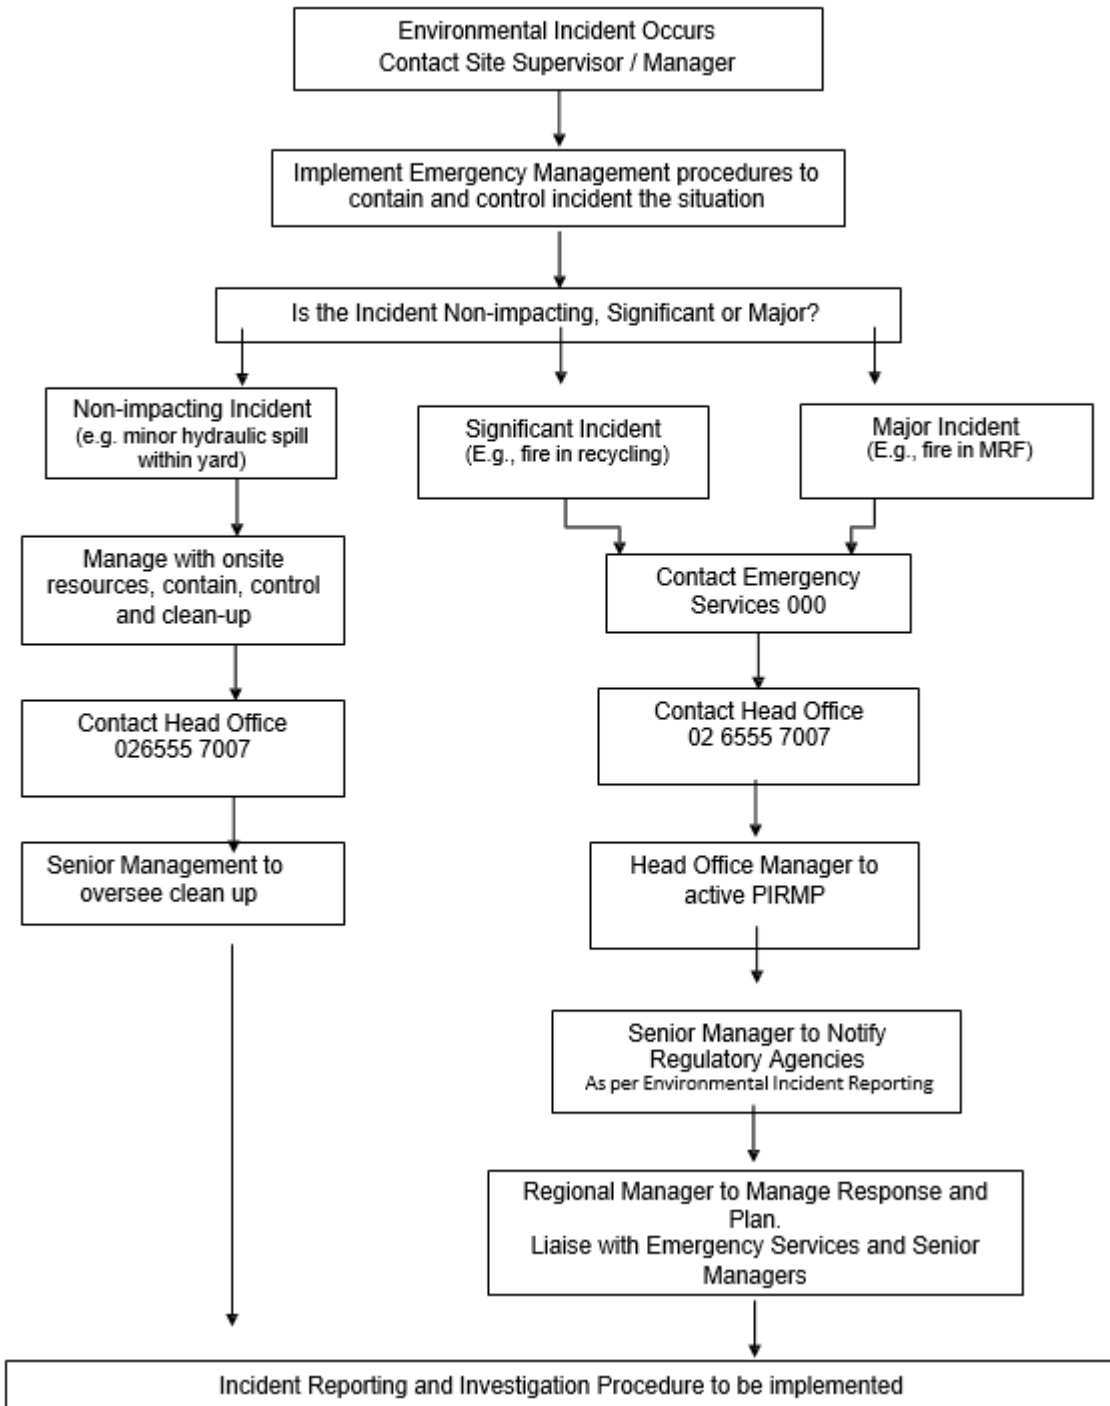 Environmental Incident Occurs
Contact Site Supervisor / Manager
Implement Emergency Management procedures to
contain and control incident the situation
Is the Incident Non-impacting, Significant or Major?
Non-impacting Incident
(e.g. minor hydraulic spill
within yard)
Significant Incident
(E.g., fire in recycling)
Major Incident
(E.g., fire in MRF)
Manage with onsite
resources, contain, control
and clean-up
Contact Emergency
Services 000
Contact Head Office
026555 7007
Contact Head Office
02 6555 7007
Senior Management to
oversee clean up
Head Office Manager to
active PIRMP
Senior Manager to Notify
Regulatory Agencies
As per Environmental Incident Reporting
Regional Manager to Manage Response and
Plan.
Liaise with Emergency Services and Senior
Managers
Incident Reporting and Investigation Procedure to be implemented